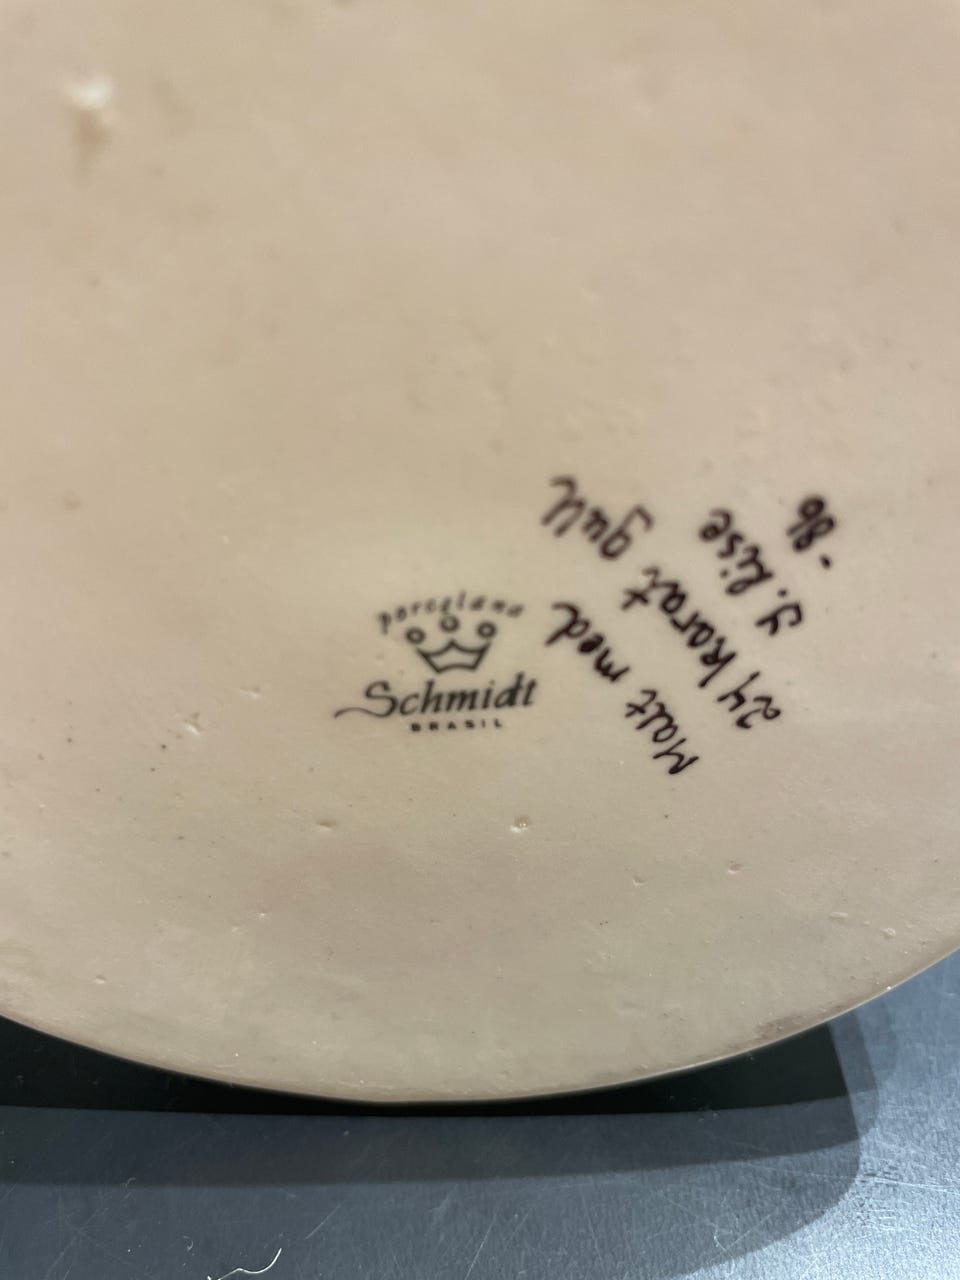 porcelana
Schmidt
BRASIL
Malt med
24 karat gull
Y. Lise
-86